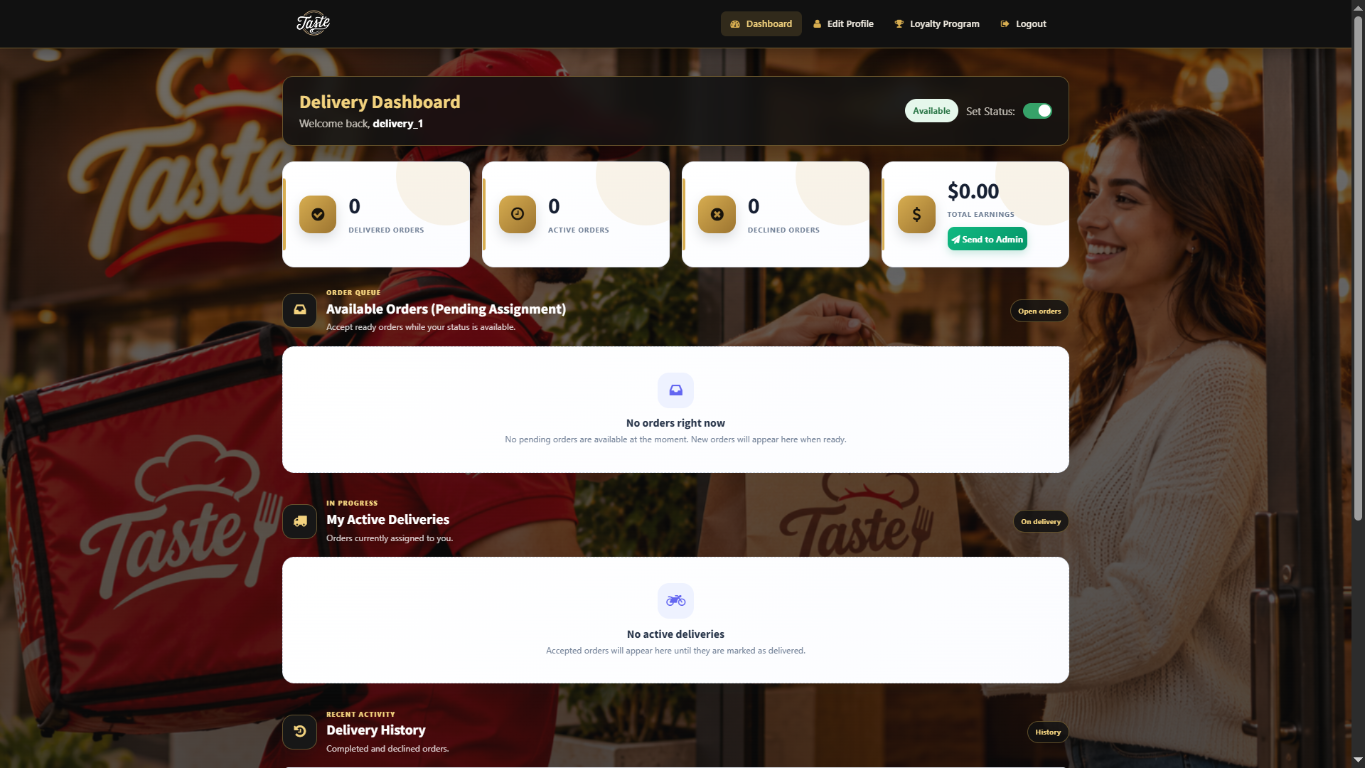 Taste
Dashboard
Edit Profile
Loyalty Program
Logout
Taste
Delivery Dashboard
Welcome back, delivery_1
Available
Set Status:
0
DELIVERED ORDERS
0
ACTIVE ORDERS
0
DECLINED ORDERS
$0.00
TOTAL EARNINGS
Send to Admin
ORDER QUEUE
Available Orders (Pending Assignment)
Accept ready orders while your status is available.
Open orders
No orders right now
No pending orders are available at the moment. New orders will appear here when ready.
Taste
Taste
IN PROGRESS
My Active Deliveries
Orders currently assigned to you.
On delivery
No active deliveries
Accepted orders will appear here until they are marked as delivered.
RECENT ACTIVITY
Delivery History
Completed and declined orders.
History